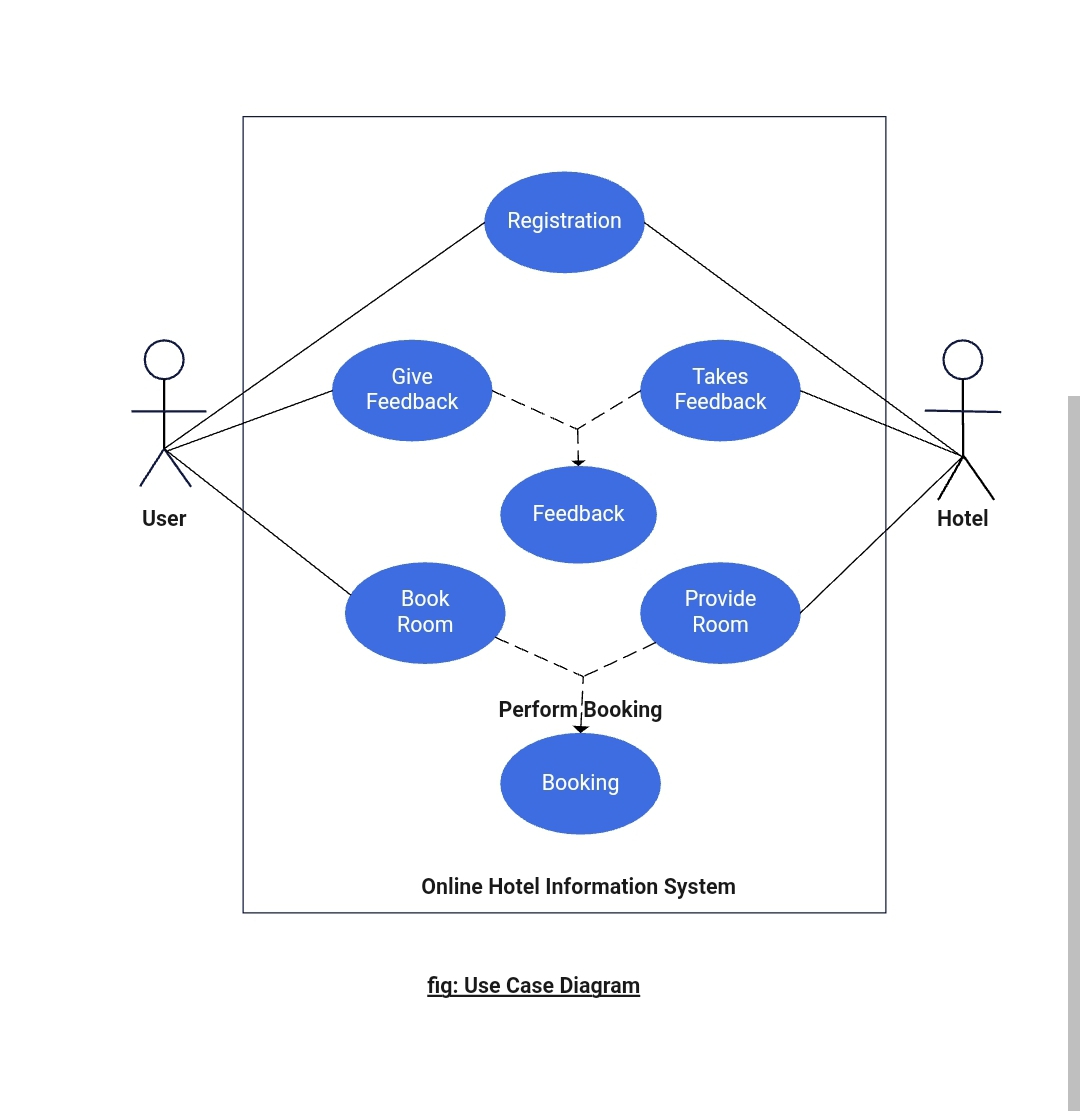 Registration
Give
Feedback
Takes
Feedback
Feedback
User
Hotel
Book
Room
Provide
Room
Perform Booking
Booking
Online Hotel Information System
fig: Use Case Diagram